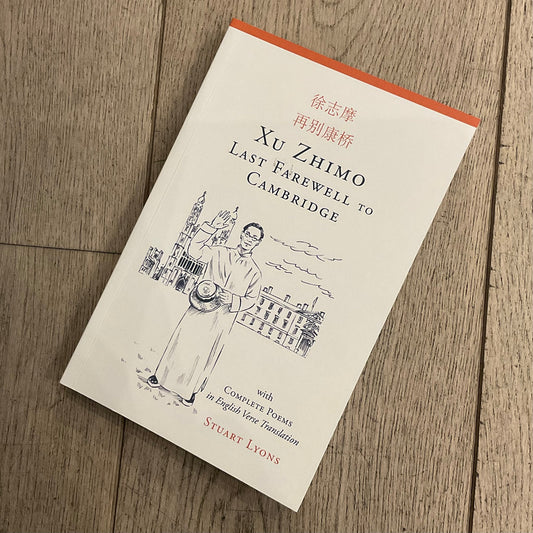 徐志摩
再别康桥
Xu Zhimo
Last Farewell to
Cambridge
with
Complete Poems
in English Verse Translation
Stuart Lyons